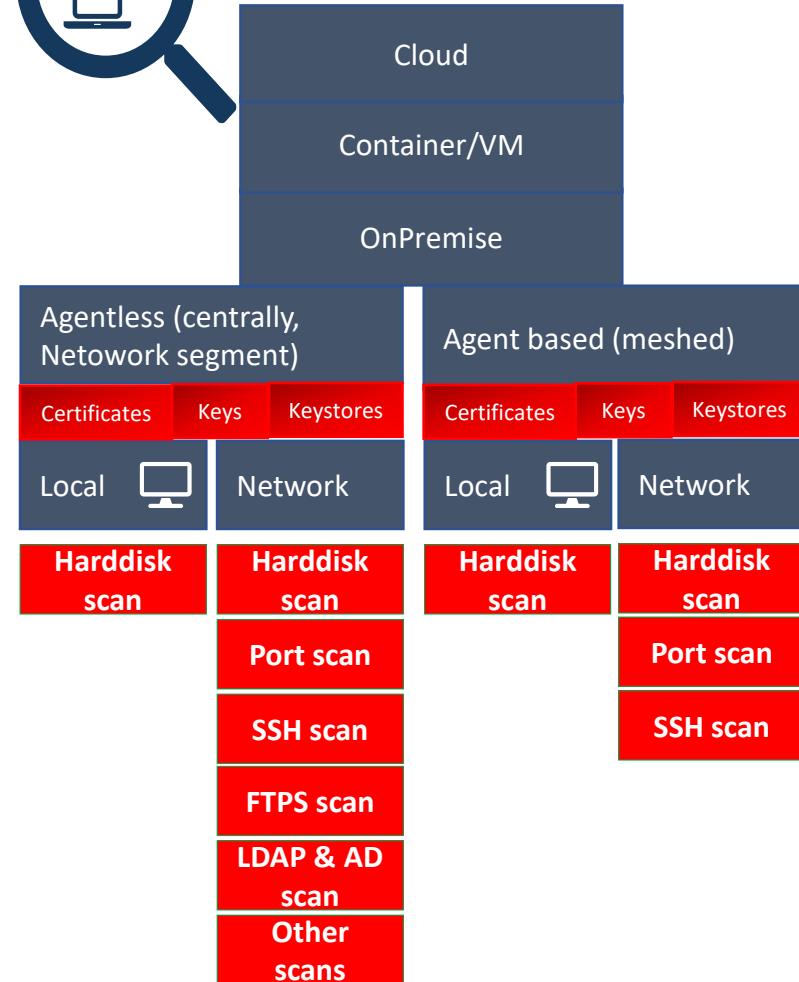 Cloud
Container/VM
OnPremise
Agentless (centrally,
Netowork segment)
Certificates
Keys
Keystores
Local
Network
Harddisk
scan
Harddisk
scan
Port scan
SSH scan
FTPS scan
LDAP & AD
scan
Other
scans
Agent based (meshed)
Certificates
Keys
Keystores
Local
Network
Harddisk
scan
Harddisk
scan
Port scan
SSH scan